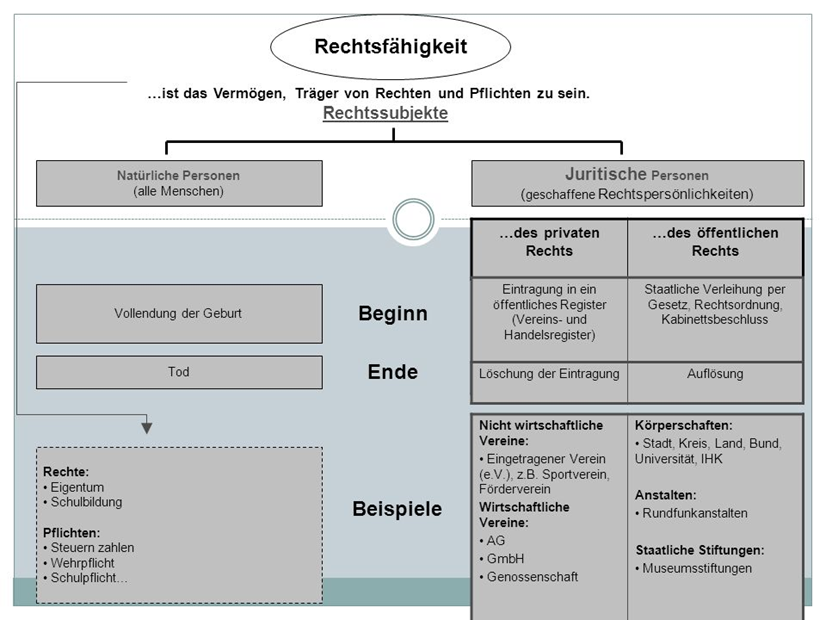 Rechtsfähigkeit
...ist das Vermögen, Träger von Rechten und Pflichten zu sein.
Rechtssubjekte
Natürliche Personen
(alle Menschen)
Juritische Personen
(geschaffene Rechtspersönlichkeiten)
...des privaten
Rechts
...des öffentlichen
Rechts
Vollendung der Geburt
Beginn
Eintragung in ein
öffentliches Register
(Vereins- und
Handelsregister)
Staatliche Verleihung per
Gesetz, Rechtsordnung,
Kabinettsbeschluss
Tod
Ende
Löschung der Eintragung
Auflösung
Rechte:
• Eigentum
• Schulbildung
Pflichten:
• Steuern zahlen
• Wehrpflicht
• Schulpflicht...
Beispiele
Nicht wirtschaftliche
Vereine:
• Eingetragener Verein
(e.V.), z.B. Sportverein,
Förderverein
Wirtschaftliche
Vereine:
• AG
• GmbH
• Genossenschaft
Körperschaften:
• Stadt, Kreis, Land, Bund,
Universität, IHK
Anstalten:
• Rundfunkanstalten
Staatliche Stiftungen:
• Museumsstiftungen